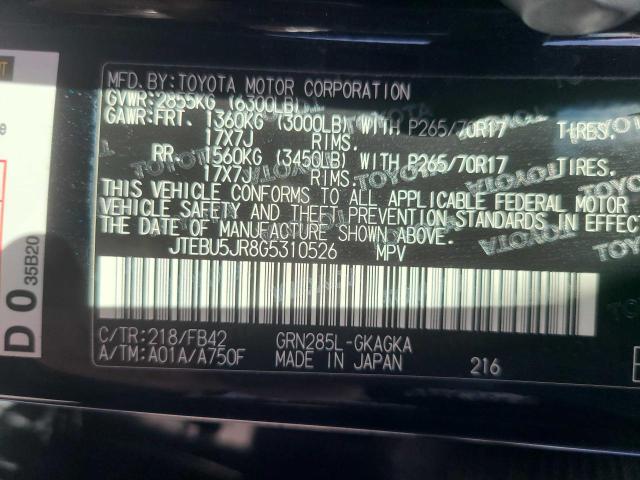 MFD.BY:TOYOTA MOTOR CORPORATION
GVWR:2855KG (6300LB)
GAWR:FRT. 1360KG (3000LB) WITH P265/70R17 TIRES.
17X7J RIMS.
RR. 1560KG (3450LB) WITH P265/70R17 TIRES.
17X7J RIMS.
THIS VEHICLE CONFORMS TO ALL APPLICABLE FEDERAL MOTOR
VEHICLE SAFETY AND THEFT PREVENTION STANDARDS IN EFFECT
THE DATE OF MANUFACTURE SHOWN ABOVE.
JTEBU5JR8G5310526 MPV
C/TR:218/FB42 GRN285L-GKAGKA
A/TM:A01A/A750F MADE IN JAPAN 216
D0 35B20